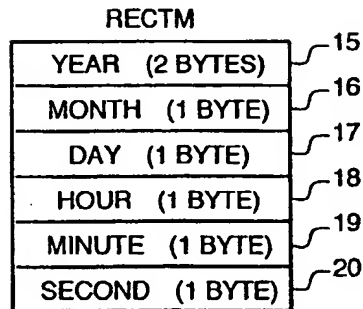 RECTM
YEAR (2 BYTES) 15
MONTH (1 BYTE) 16
DAY (1 BYTE) 17
HOUR (1 BYTE) 18
MINUTE (1 BYTE) 19
SECOND (1 BYTE) 20